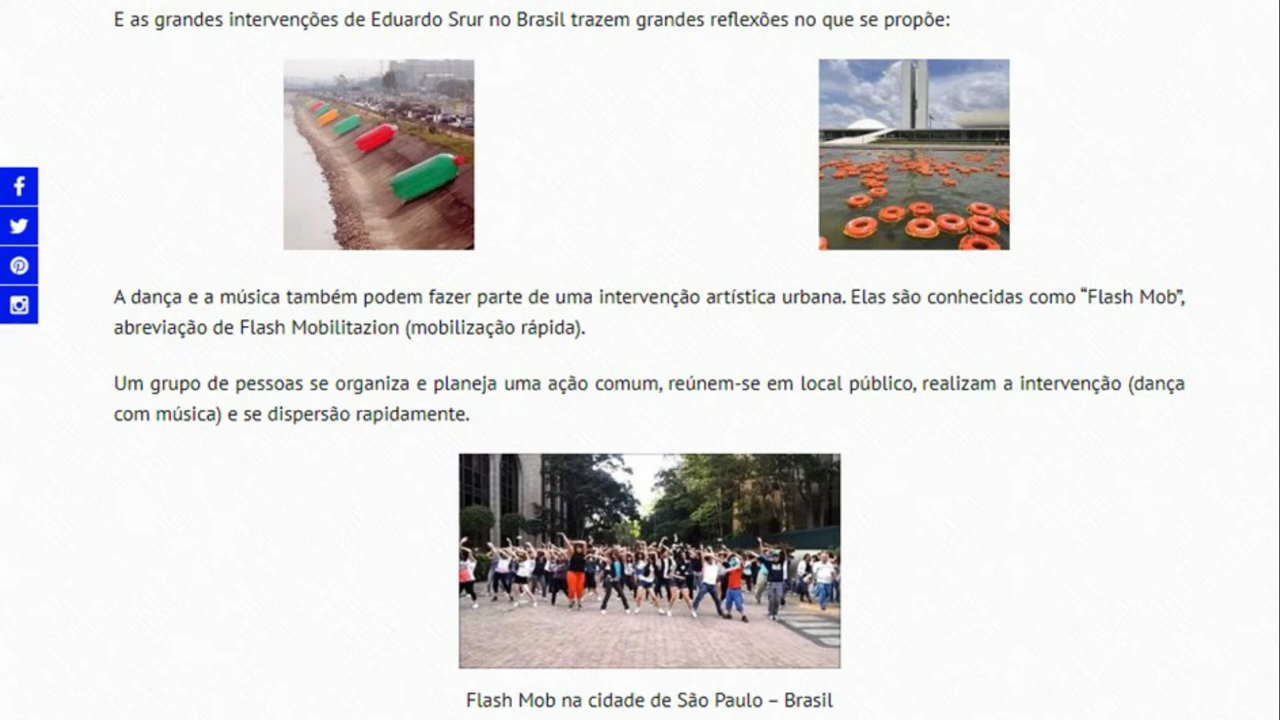 E as grandes intervenções de Eduardo Srur no Brasil trazem grandes reflexões no que se propõe:
A dança e a música também podem fazer parte de uma intervenção artística urbana. Elas são conhecidas como “Flash Mob”,
abreviação de Flash Mobilitazion (mobilização rápida).
Um grupo de pessoas se organiza e planeja uma ação comum, reúnem-se em local público, realizam a intervenção (dança
com música) e se dispersão rapidamente.
Flash Mob na cidade de São Paulo – Brasil